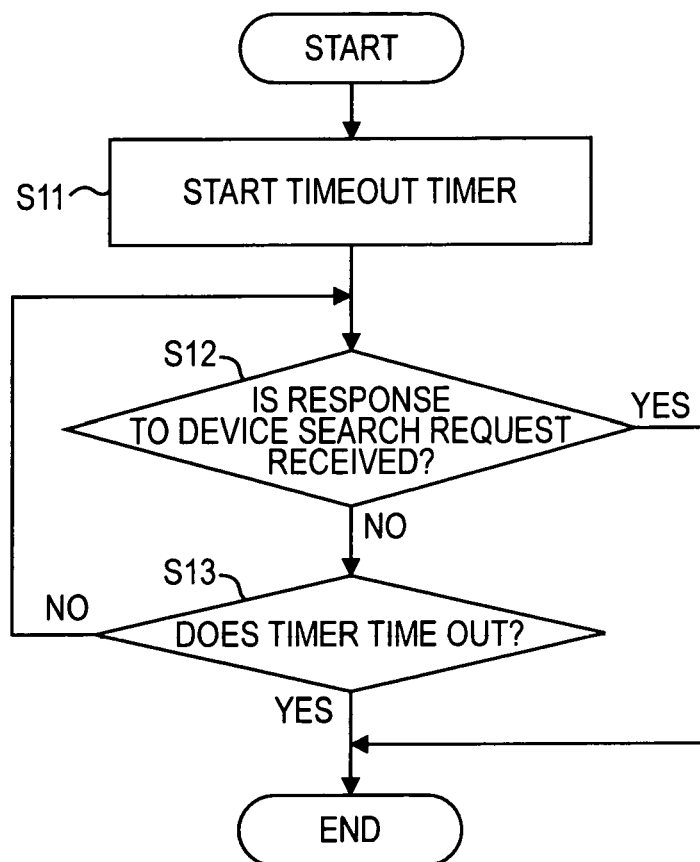 START
S11
START TIMEOUT TIMER
S12
IS RESPONSE
TO DEVICE SEARCH REQUEST
RECEIVED?
YES
NO
S13
NO
DOES TIMER TIME OUT?
YES
END